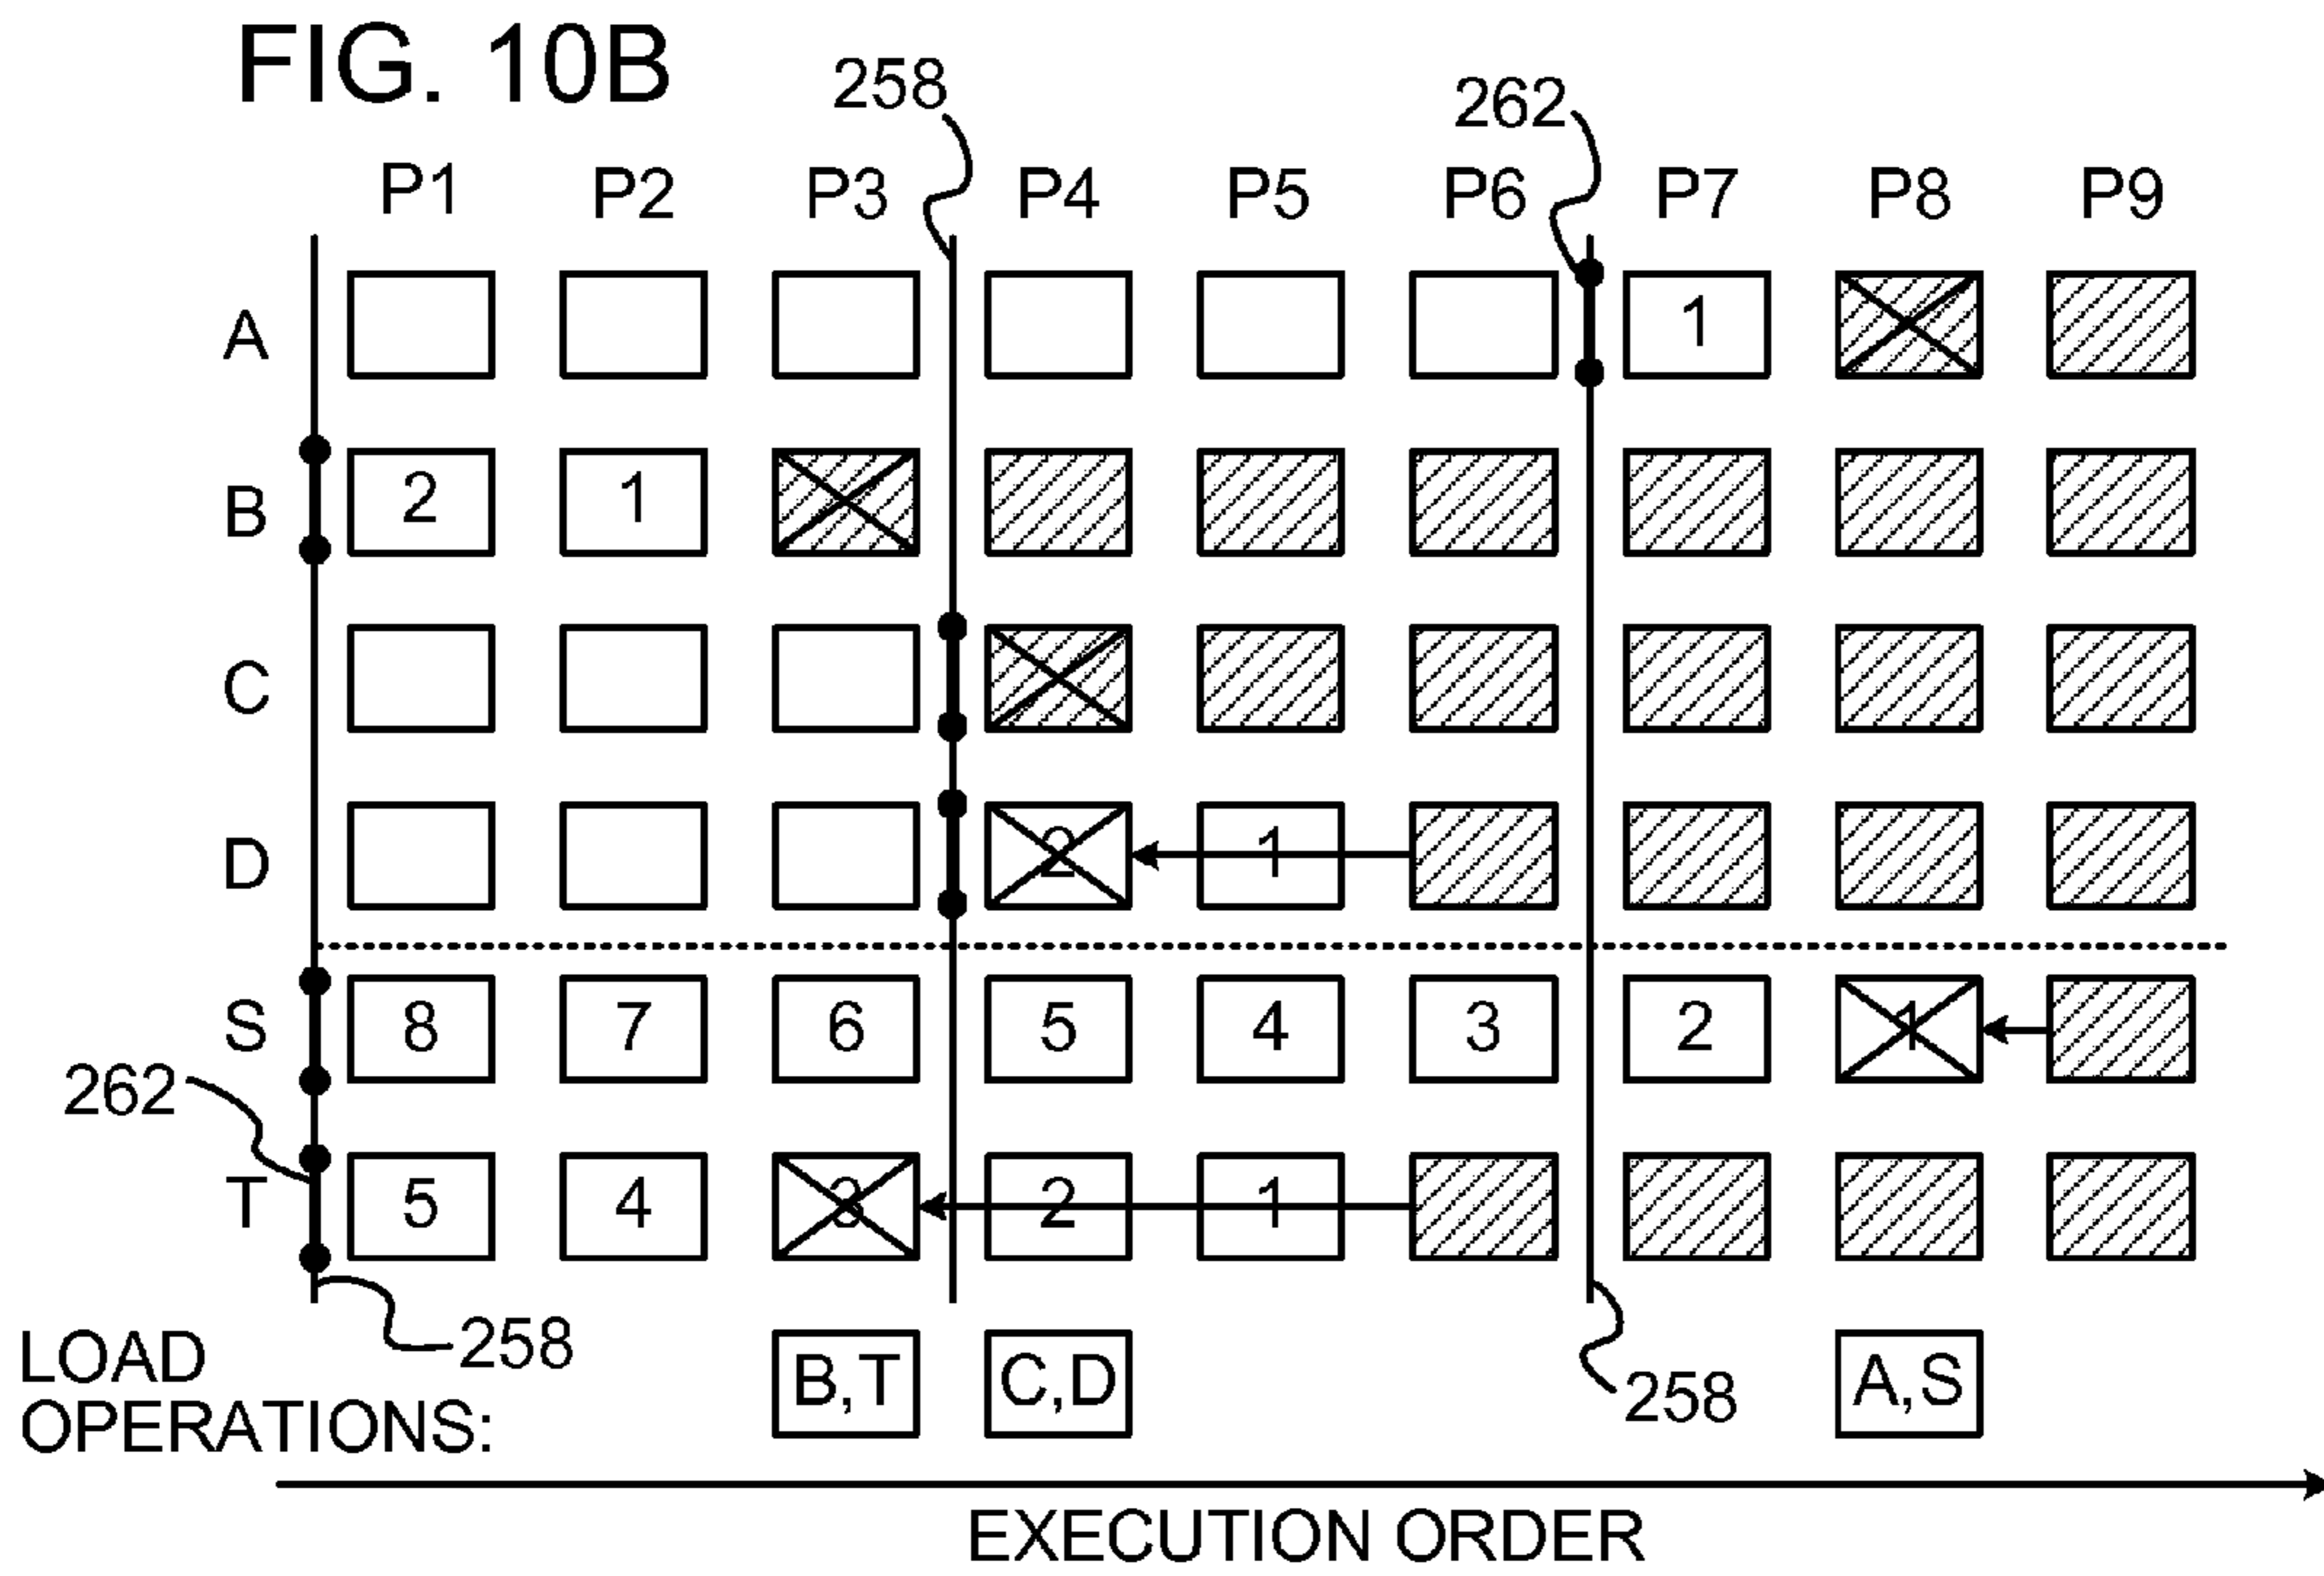 FIG. 10B
258
262
P1 P2 P3 P4 P5 P6 P7 P8 P9
A 1
B 2 1
C
D 2 1
S 8 7 6 5 4 3 2 1
262
T 5 4 3 2 1
258
258
LOAD OPERATIONS: B,T C,D A,S
EXECUTION ORDER